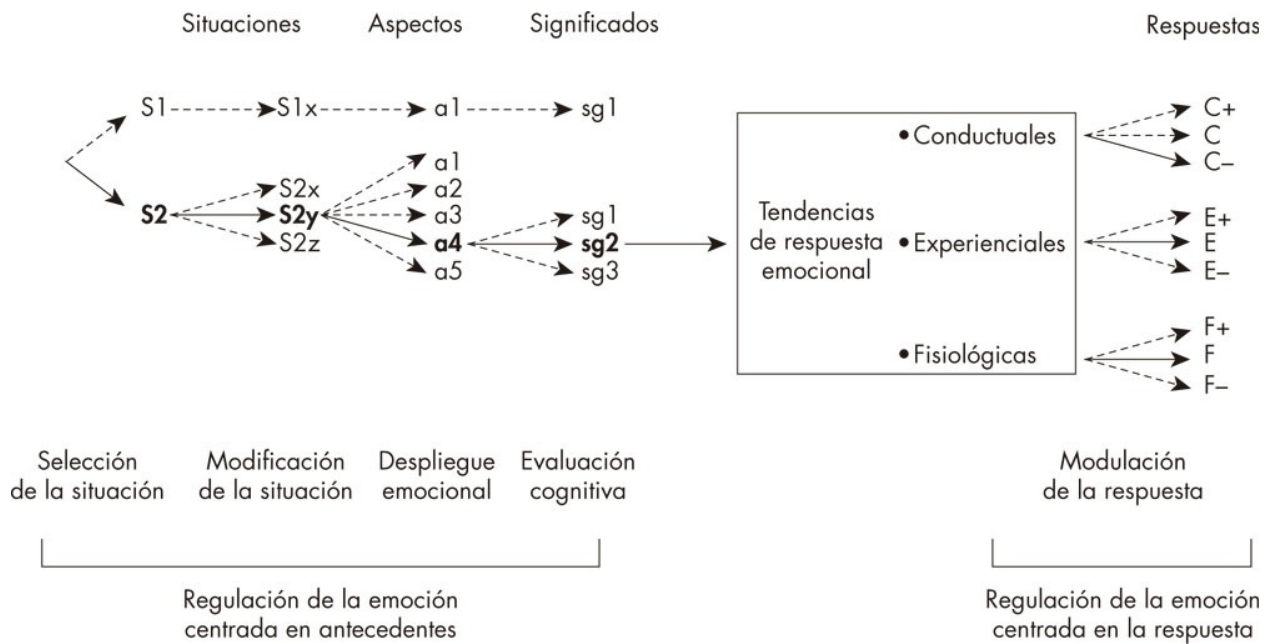 Situaciones Aspectos Significados Respuestas
S1 S1x a1 sg1 C+
• Conductuales C
a1 C–
S2x a2
S2 S2y a3 sg1 Tendencias E+
S2z a4 sg2 de respuesta • Experienciales E
a5 sg3 emocional E–
F+
• Fisiológicas F
F–
Selección Modificación Despliegue Evaluación Modulación
de la situación de la situación emocional cognitiva de la respuesta
Regulación de la emoción Regulación de la emoción
centrada en antecedentes centrada en la respuesta